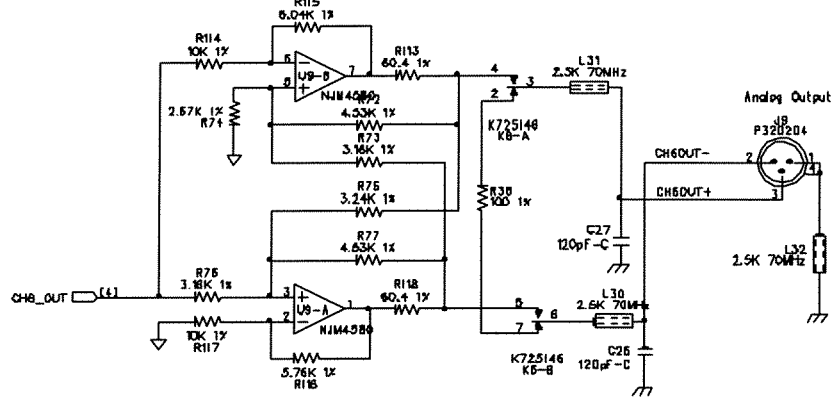 R115
6.04K 1%
R114
10K 1%
6
5
7
U9-B
NJM4580
2.67K 1%
R74
R113
60.4 1%
R72
4.53K 1%
R73
3.16K 1%
R75
3.24K 1%
R77
4.53K 1%
4
3
2
K725146
K6-A
R36
100 1%
L31
2.5K 70MHz
Analog Output
J9
P320204
CH6OUT-
2
1
4
CH6OUT+
3
C27
120pF-C
L32
2.5K 70MHz
CH6_OUT
[4]
R76
3.16K 1%
3
2
1
U9-A
NJM4580
10K 1%
R117
5.76K 1%
R116
R118
60.4 1%
5
6
7
K725146
K6-B
L30
2.5K 70MHz
C26
120pF-C